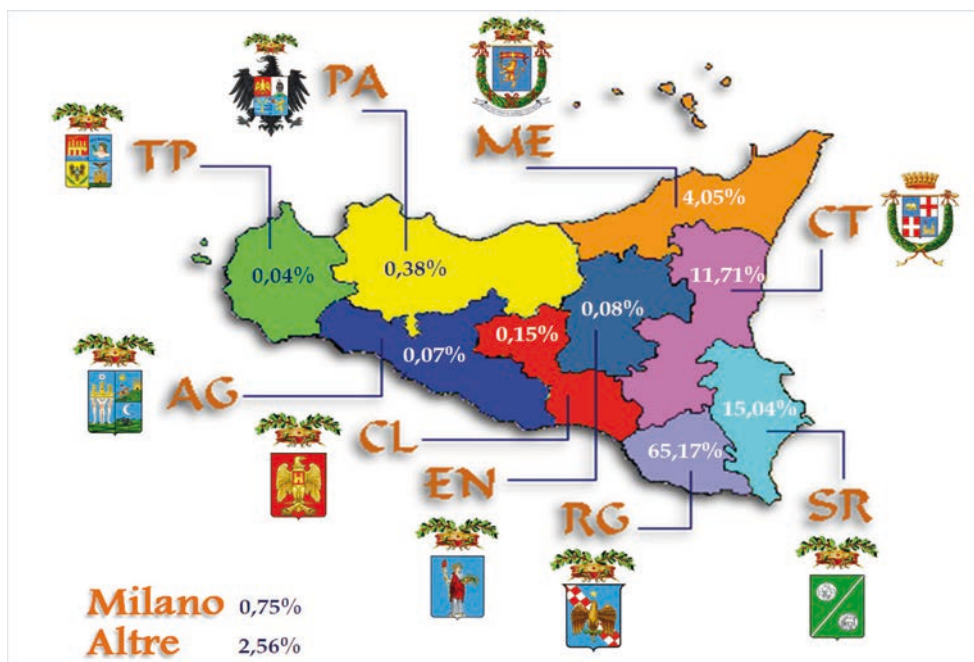 PA
ME
TP
4,05%
CT
0,04%
0,38%
11,71%
0,08%
0,15%
0,07%
AG
15,04%
CL
65,17%
EN
RG
SR
Milano 0,75%
Altre 2,56%